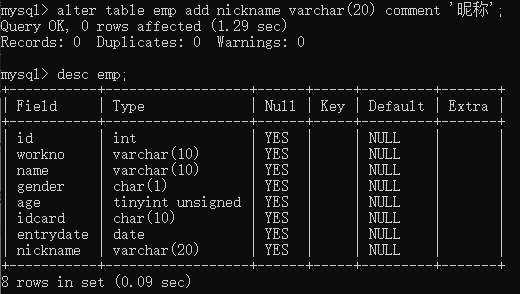 mysql> alter table emp add nickname varchar(20) comment '昵称';
Query OK, 0 rows affected (1.29 sec)
Records: 0  Duplicates: 0  Warnings: 0

mysql> desc emp;
+-----------+------------------+------+-----+---------+-------+
| Field     | Type             | Null | Key | Default | Extra |
+-----------+------------------+------+-----+---------+-------+
| id        | int              | YES  |     | NULL    |       |
| workno    | varchar(10)      | YES  |     | NULL    |       |
| name      | varchar(10)      | YES  |     | NULL    |       |
| gender    | char(1)          | YES  |     | NULL    |       |
| age       | tinyint unsigned | YES  |     | NULL    |       |
| idcard    | char(10)         | YES  |     | NULL    |       |
| entrydate | date             | YES  |     | NULL    |       |
| nickname  | varchar(20)      | YES  |     | NULL    |       |
+-----------+------------------+------+-----+---------+-------+
8 rows in set (0.09 sec)